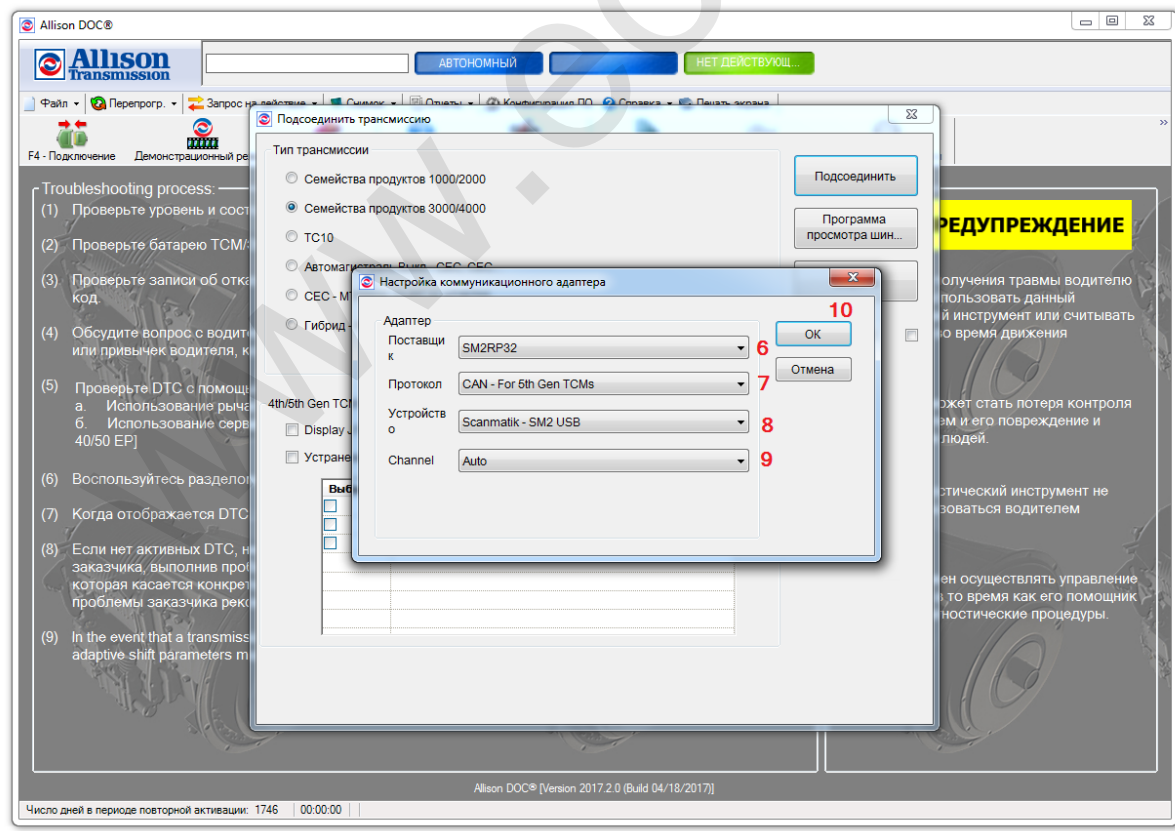 Allison DOC®
Allison
Transmission
АВТОНОМНЫЙ
НЕТ ДЕЙСТВУЮЩ...
Файл
Перепрогр.
Запрос на действие
Снимок
Отчеты
Конфигурация ПО
Справка
Печать экрана
F4 - Подключение
Демонстрационный ре
Подсоединить трансмиссию
Тип трансмиссии
Семейства продуктов 1000/2000
Семейства продуктов 3000/4000
TC10
Автомагистраль Выкл - CEC, CEC
CEC - М
Гибрид -
Подсоединить
Программа
просмотра шин...
4th/5th Gen TC
Display
Устране
Выб
Настройка коммуникационного адаптера
Адаптер
Поставщи
к
SM2RP32
6
Протокол
CAN - For 5th Gen TCMs
7
Устройств
о
Scanmatik - SM2 USB
8
Channel
Auto
9
10
OK
Отмена
Troubleshooting process:
(1) Проверьте уровень и сост
(2) Проверьте батарею TCM/
(3) Проверьте записи об отка
код.
(4) Обсудите вопрос с водите
или привычек водителя, к
(5) Проверьте DTC с помощь
а. Использование рыча
б. Использование серв
40/50 EP]
(6) Воспользуйтесь разделом
(7) Когда отображается DTC
(8) Если нет активных DTC, н
заказчика, выполнив проб
которая касается конкрет
проблемы заказчика реко
(9) In the event that a transmiss
adaptive shift parameters m
РЕДУПРЕЖДЕНИЕ
олучения травмы водителю
пользовать данный
й инструмент или считывать
о время движения
ожет стать потеря контроля
ем и его повреждение и
людей.
стический инструмент не
зоваться водителем
ен осуществлять управление
в то время как его помощник
гностические процедуры.
Allison DOC® [Version 2017.2.0 (Build 04/18/2017)]
Число дней в периоде повторной активации: 1746
00:00:00